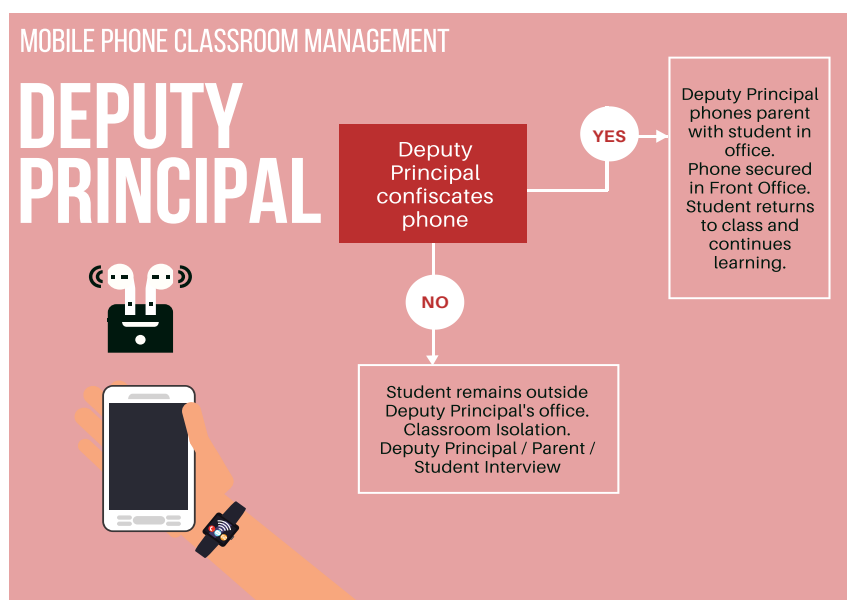 MOBILE PHONE CLASSROOM MANAGEMENT
DEPUTY
PRINCIPAL
Deputy
Principal
confiscates
phone
YES
Deputy Principal
phones parent
with student in
office.
Phone secured
in Front Office.
Student returns
to class and
continues
learning.
NO
Student remains outside
Deputy Principal's office.
Classroom Isolation.
Deputy Principal / Parent /
Student Interview